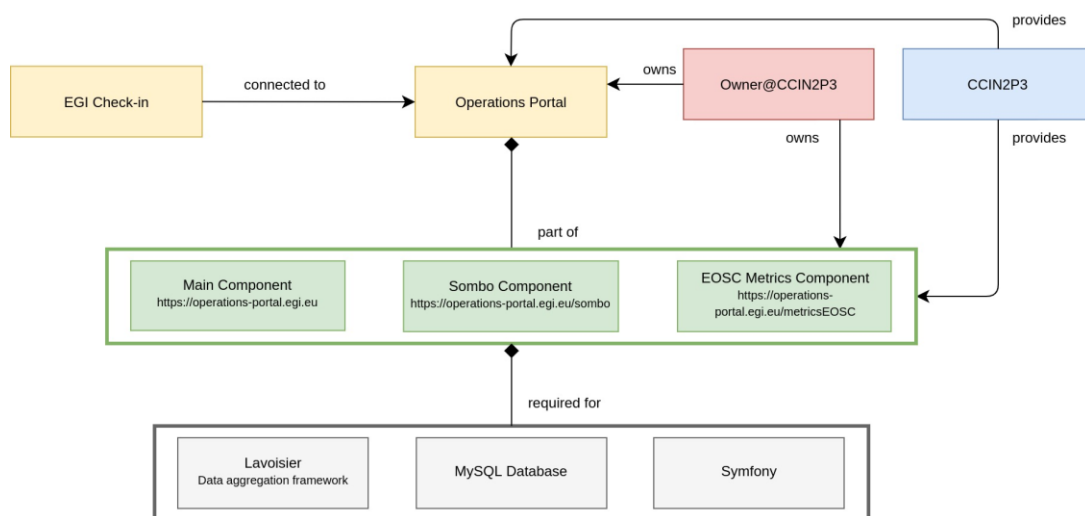 provides
EGI Check-in
connected to
Operations Portal
owns
Owner@CCIN2P3
CCIN2P3
owns
provides
part of
Main Component
https://operations-portal.egi.eu
Sombo Component
https://operations-portal.egi.eu/sombo
EOSC Metrics Component
https://operations-
portal.egi.eu/metricsEOSC
required for
Lavoisier
Data aggregation framework
MySQL Database
Symfony